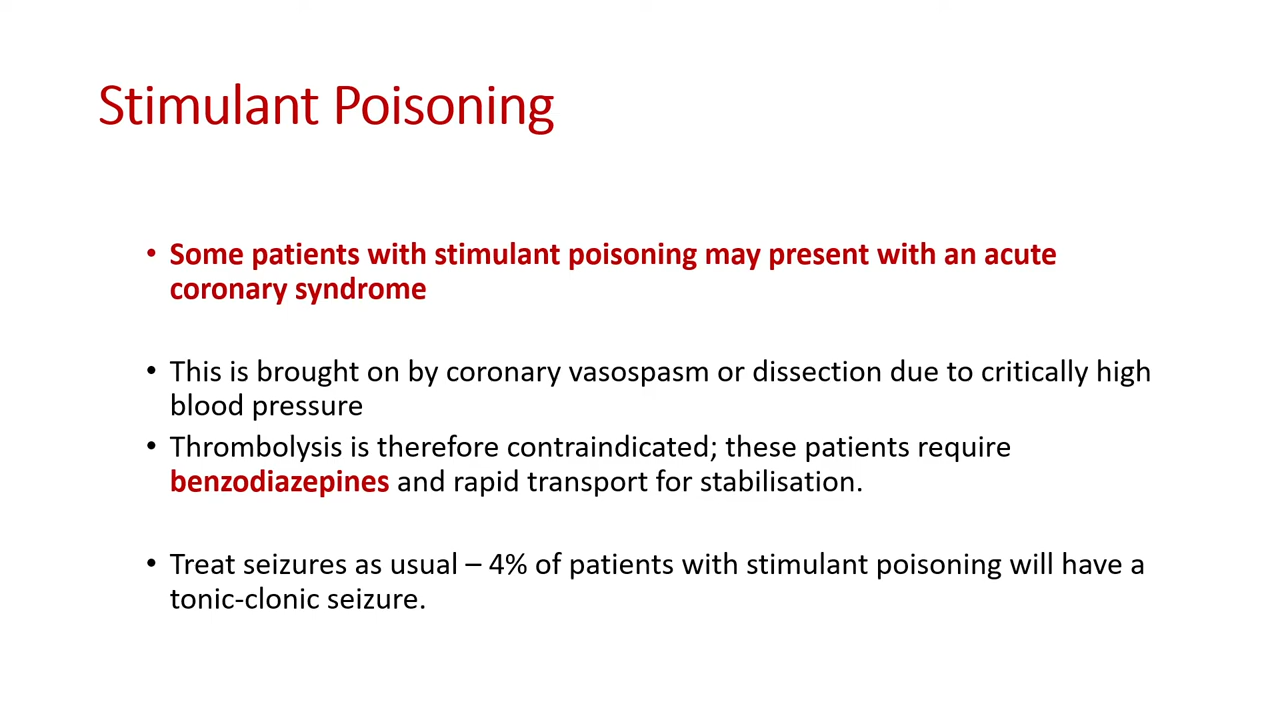 Stimulant Poisoning
• Some patients with stimulant poisoning may present with an acute
coronary syndrome
• This is brought on by coronary vasospasm or dissection due to critically high
blood pressure
• Thrombolysis is therefore contraindicated; these patients require
benzodiazepines and rapid transport for stabilisation.
• Treat seizures as usual – 4% of patients with stimulant poisoning will have a
tonic-clonic seizure.